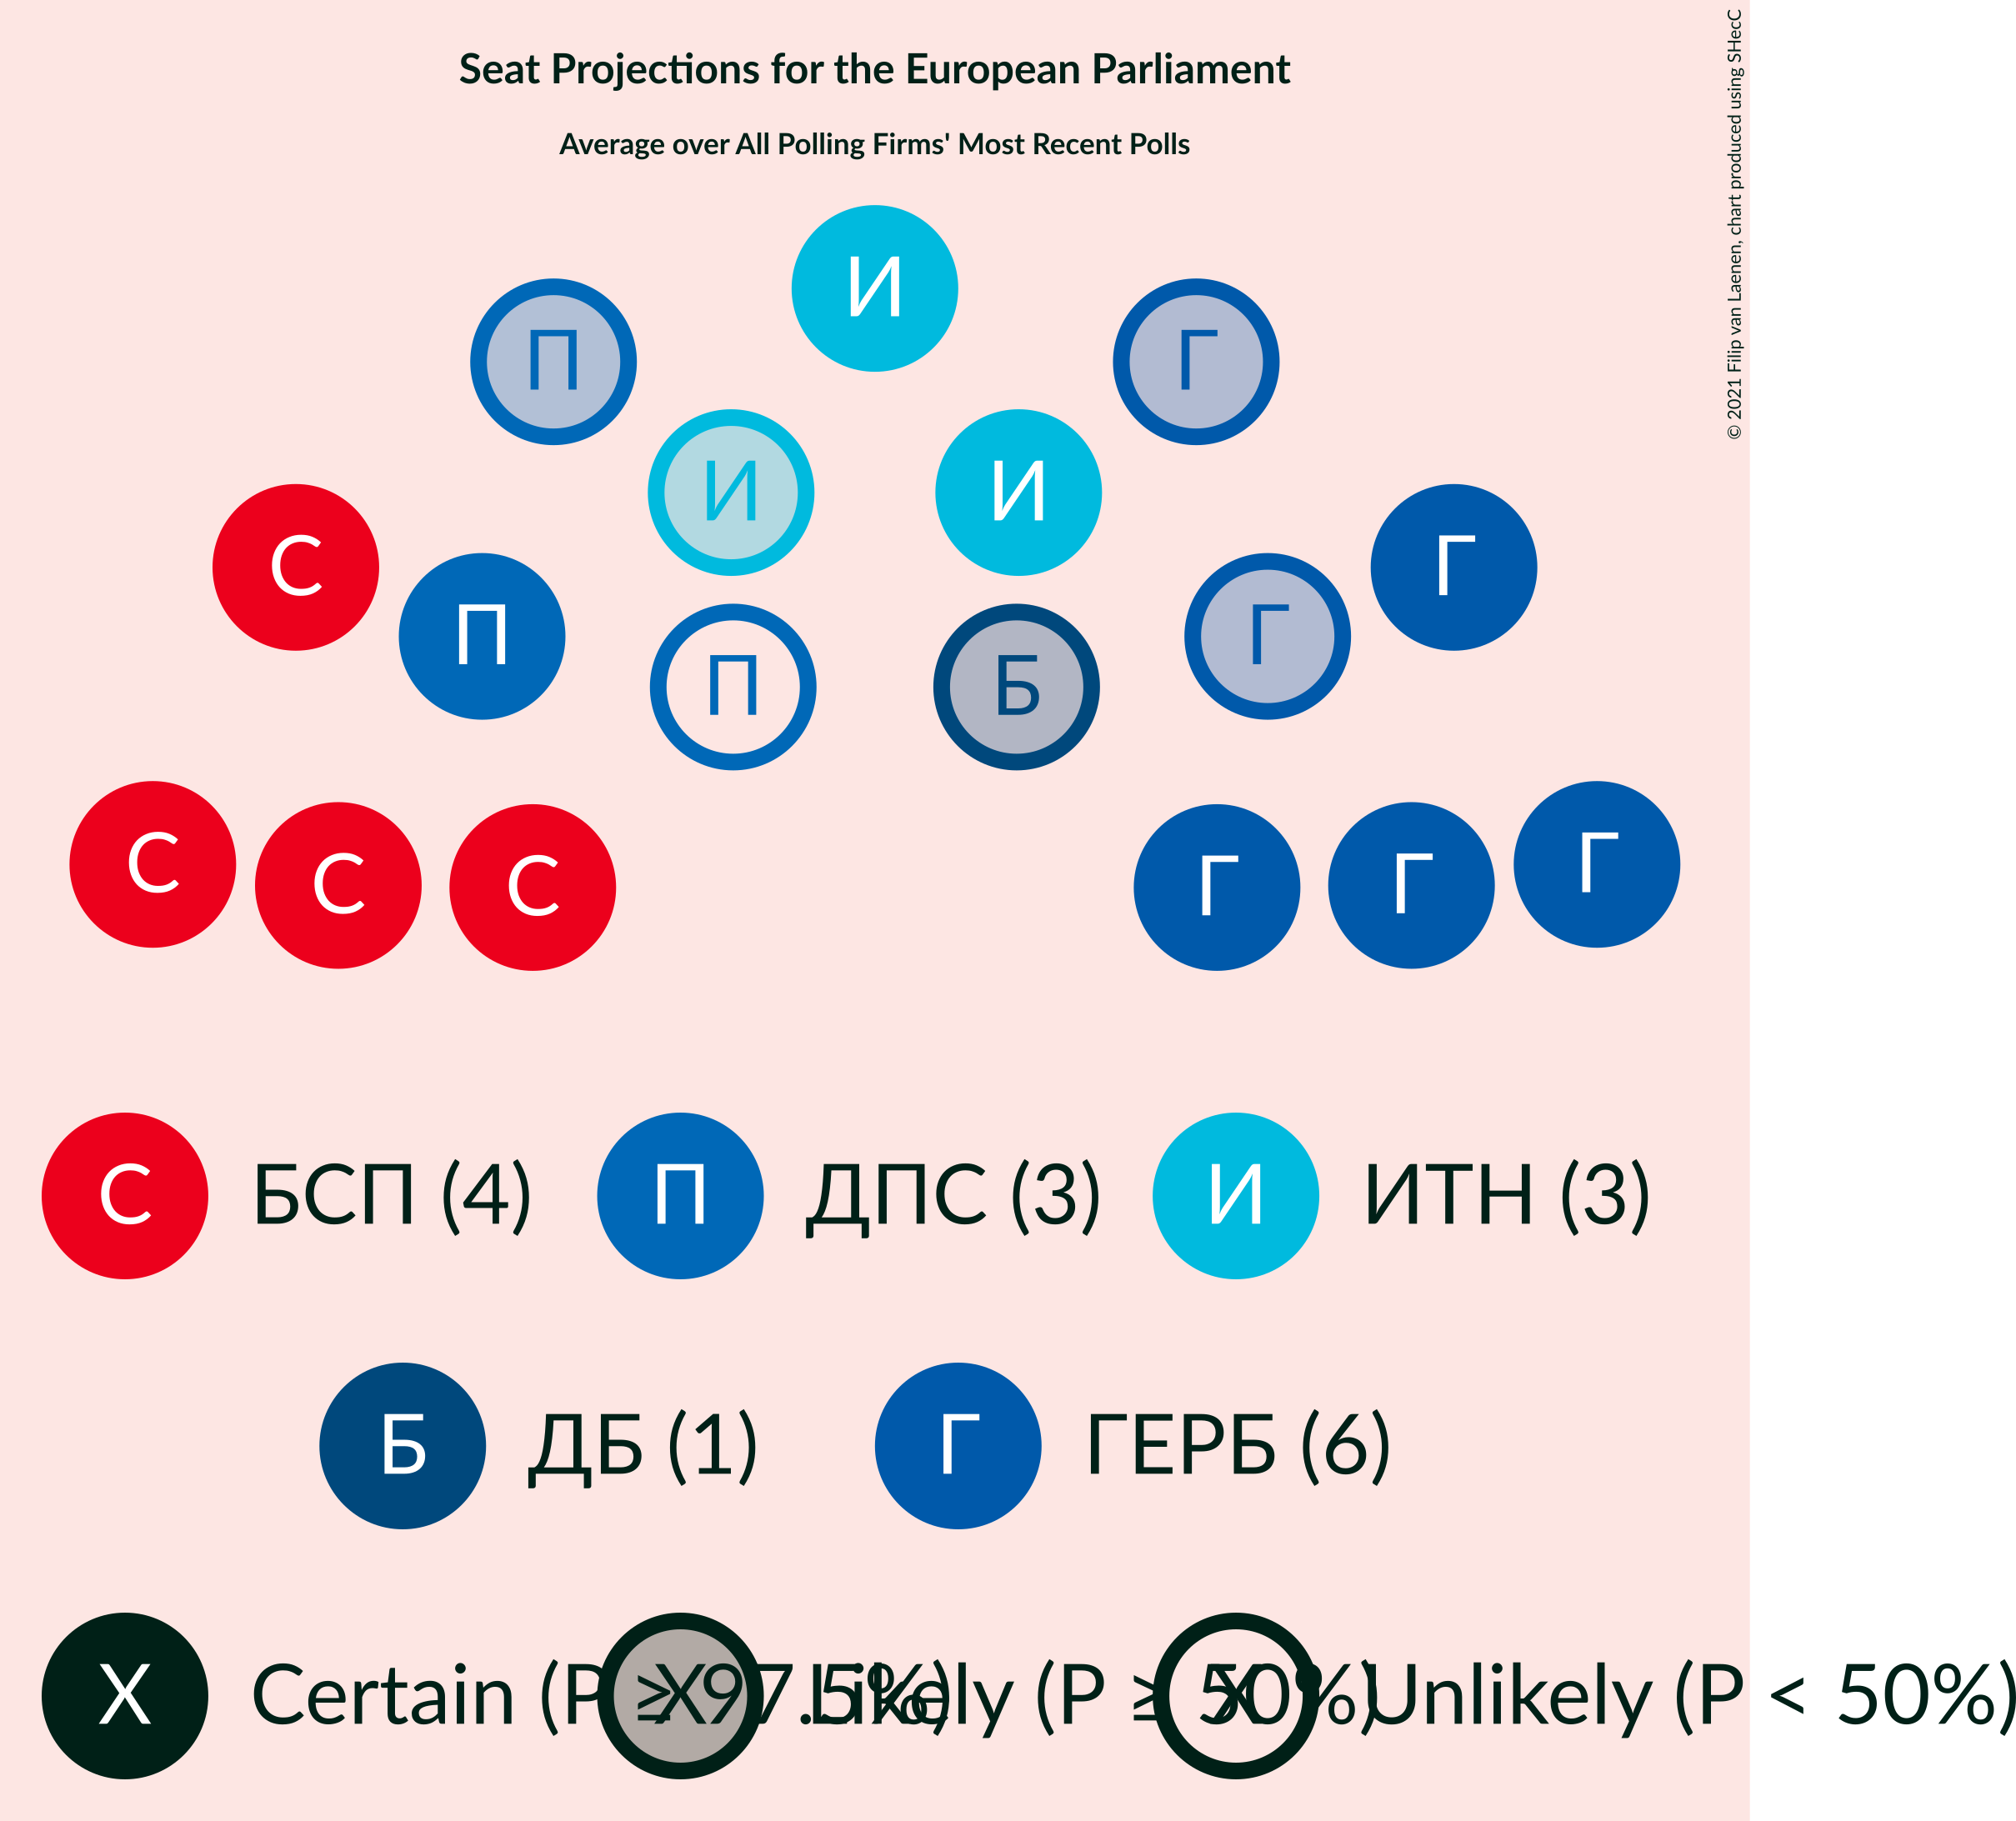 Seat Projections for the European Parliament
Average over All Polling Firms' Most Recent Polls
© 2021 Filip van Laenen, chart produced using SHecC
И
П Г
И И
С Г
П Г
П Б
С Г
С Г
С Г
С БСП (4) П ДПС (3) И ИТН (3)
Б ДБ (1) Г ГЕРБ (6)
X Certain (P ≥ 97.5%) X Likely (P ≥ 50%) X Unlikely (P < 50%)